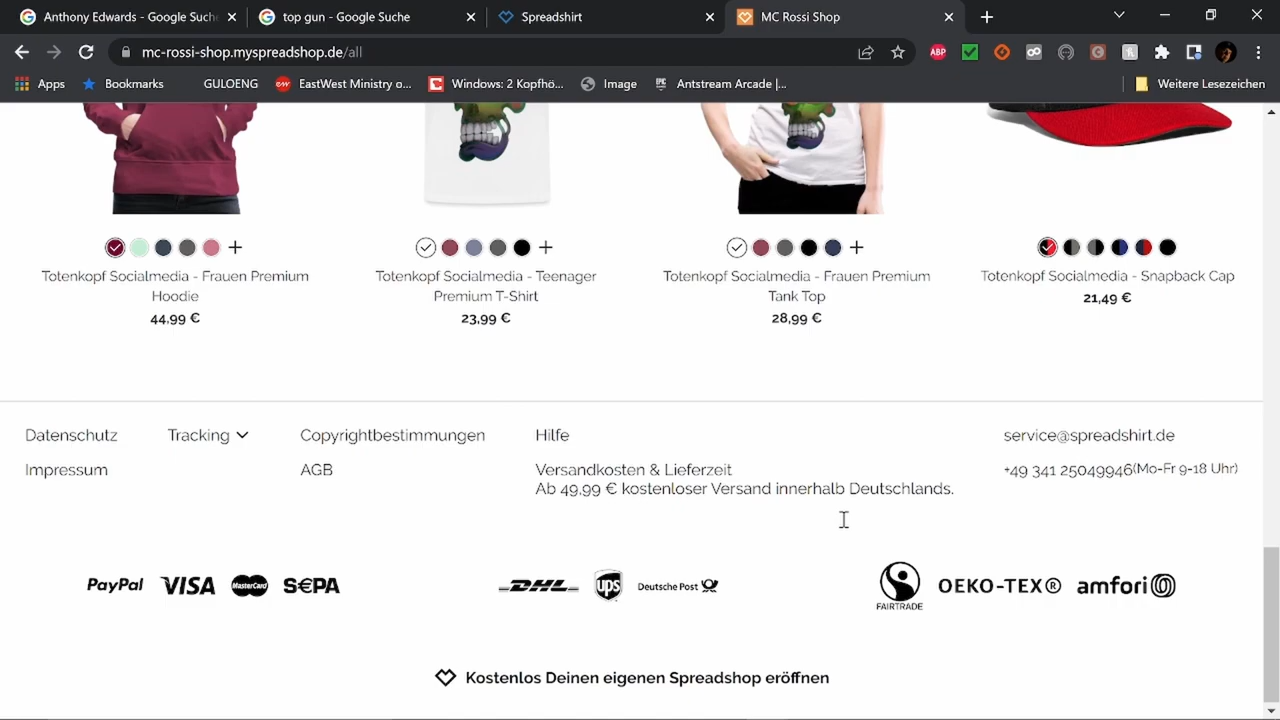 Anthony Edwards - Google Suche
top gun - Google Suche
Spreadshirt
MC Rossi Shop
mc-rossi-shop.myspreadshop.de/all
ABP
Apps
Bookmarks
GULOENG
EastWest Ministry o...
Windows: 2 Kopfhö...
Image
Antstream Arcade |...
Weitere Lesezeichen
Totenkopf Socialmedia - Frauen Premium
Hoodie
44,99 €
Totenkopf Socialmedia - Teenager
Premium T-Shirt
23,99 €
Totenkopf Socialmedia - Frauen Premium
Tank Top
28,99 €
Totenkopf Socialmedia - Snapback Cap
21,49 €
Datenschutz
Tracking
Copyrightbestimmungen
Hilfe
service@spreadshirt.de
Impressum
AGB
Versandkosten & Lieferzeit
Ab 49,99 € kostenloser Versand innerhalb Deutschlands.
+49 341 25049946(Mo-Fr 9-18 Uhr)
PayPal
VISA
MasterCard
S€PA
DHL
ups
Deutsche Post
FAIRTRADE
OEKO-TEX®
amfori
Kostenlos Deinen eigenen Spreadshop eröffnen